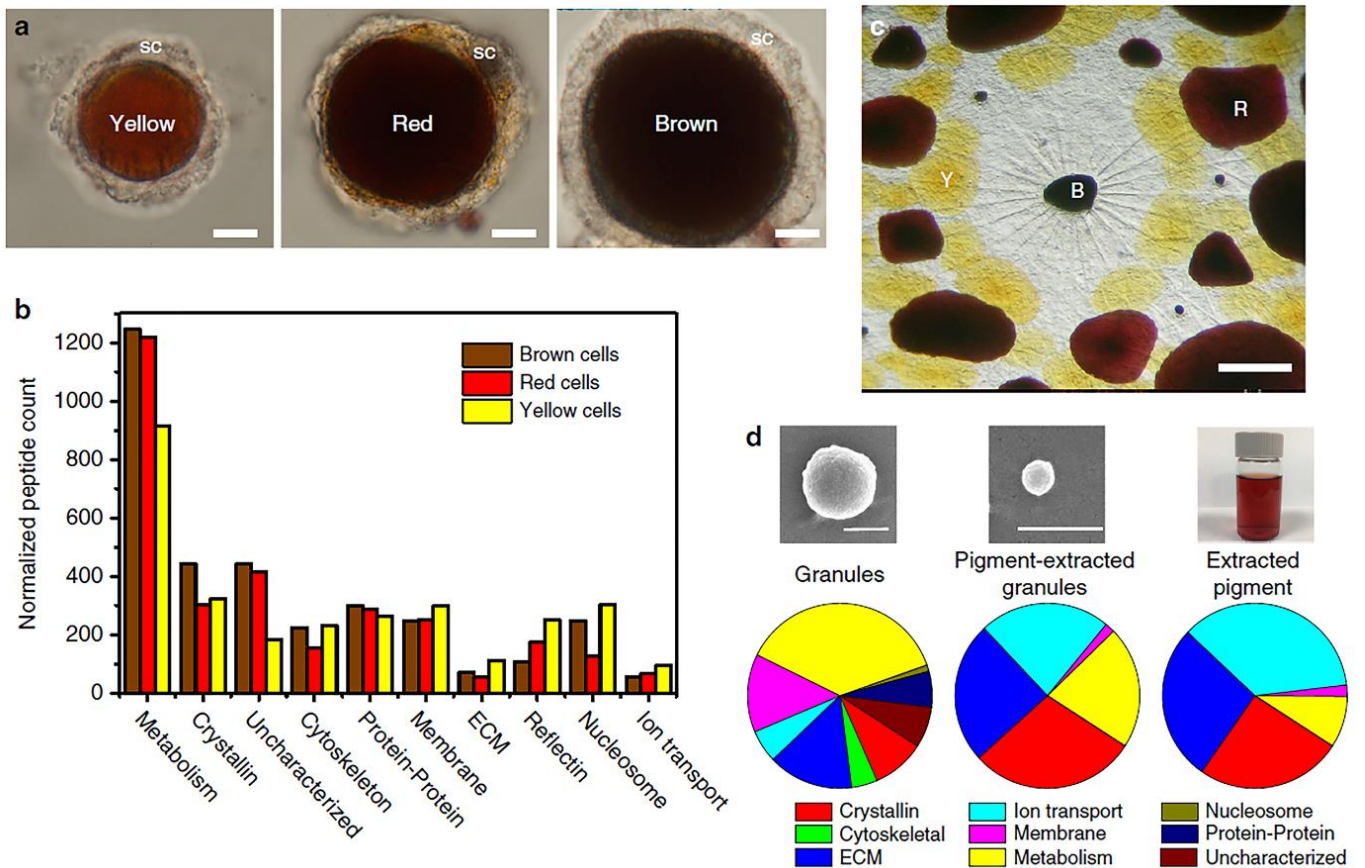 a
sc
Yellow
sc
Red
sc
Brown
b
Normalized peptide count
1200
1000
800
600
400
200
0
Brown cells
Red cells
Yellow cells
Metabolism
Crystallin
Uncharacterized
Cytoskeleton
Protein-Protein
Membrane
ECM
Reflectin
Nucleosome
Ion transport
c
R
Y
B
d
Granules
Pigment-extracted
granules
Extracted
pigment
Crystallin
Cytoskeletal
ECM
Ion transport
Membrane
Metabolism
Nucleosome
Protein-Protein
Uncharacterized